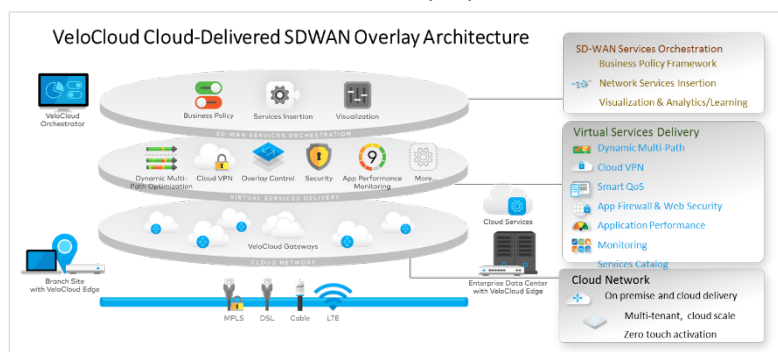 VeloCloud Cloud-Delivered SDWAN Overlay Architecture
VeloCloud
Orchestrator
Business Policy
Services Insertion
Visualization
SD-WAN SERVICES ORCHESTRATION
Dynamic Multi-
Path Optimization
Cloud VPN
Overlay Control
Security
9
App Performance
Monitoring
More...
VIRTUAL SERVICES DELIVERY
VeloCloud Gateways
CLOUD NETWORK
Cloud Services
Branch Site
with VeloCloud Edge
Enterprise Data Center
with VeloCloud Edge
MPLS
DSL
Cable
LTE
SD-WAN Services Orchestration
Business Policy Framework
Network Services Insertion
Visualization & Analytics/Learning
Virtual Services Delivery
Dynamic Multi-Path
Cloud VPN
Smart QoS
App Firewall & Web Security
Application Performance
Monitoring
Services Catalog
Cloud Network
On premise and cloud delivery
Multi-tenant, cloud scale
Zero touch activation